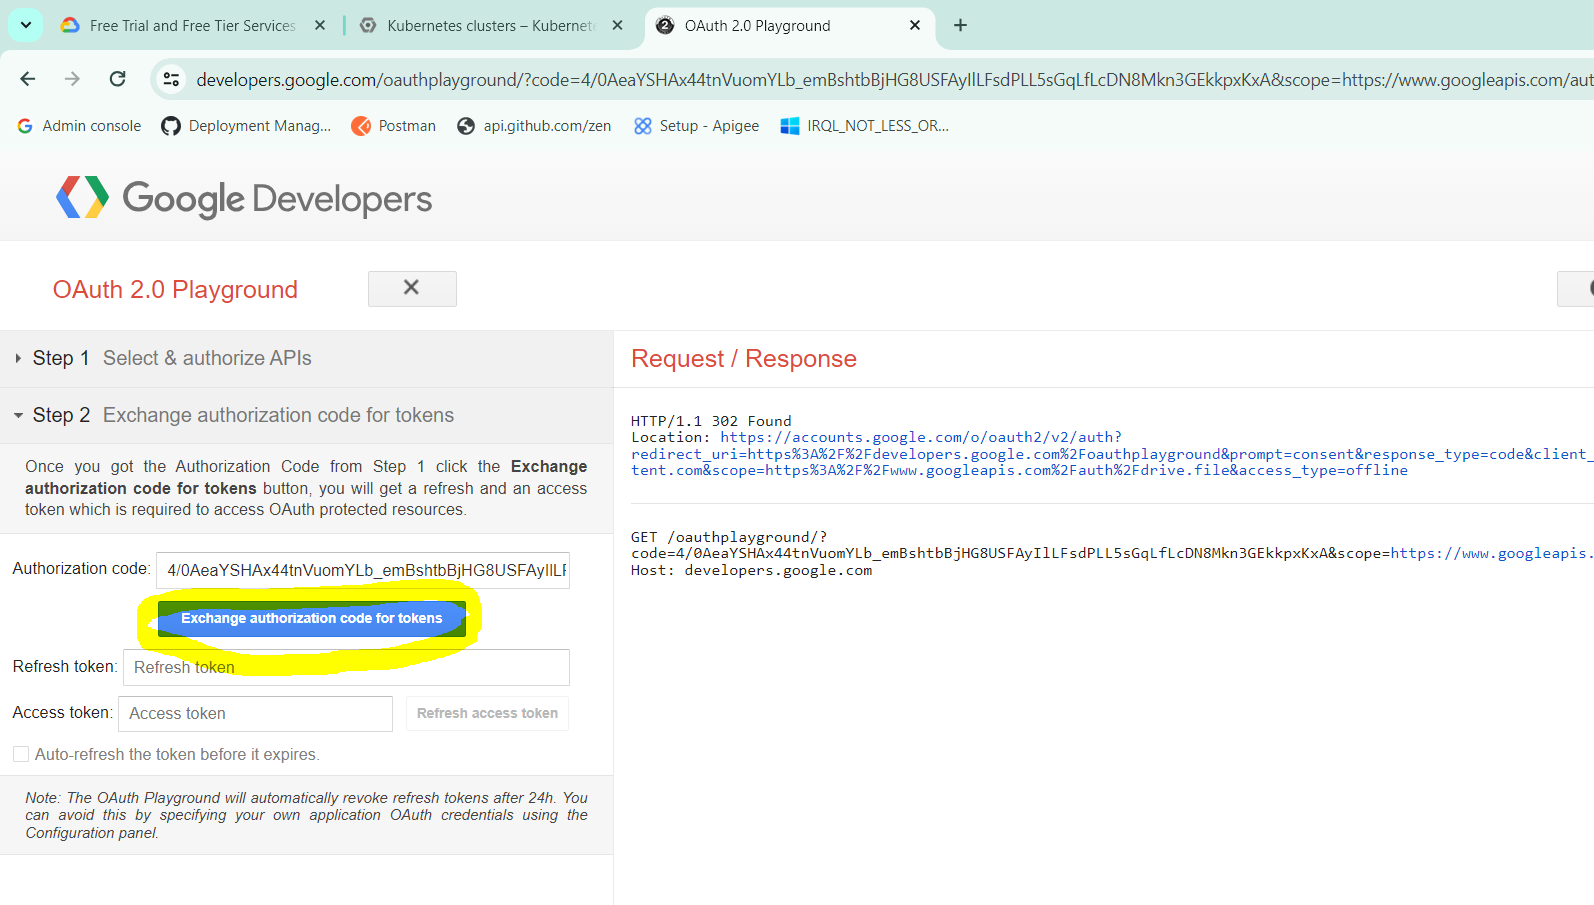 Free Trial and Free Tier Services
Kubernetes clusters – Kubernete
OAuth 2.0 Playground
developers.google.com/oauthplayground/?code=4/0AeaYSHAx44tnVuomYLb_emBshtbBjHG8USFAyIlLFsdPLL5sGqLfLcDN8Mkn3GEkkpxKxA&scope=https://www.googleapis.com/aut
Admin console
Deployment Manag...
Postman
api.github.com/zen
Setup - Apigee
IRQL_NOT_LESS_OR...
Google Developers
OAuth 2.0 Playground
Step 1 Select & authorize APIs
Step 2 Exchange authorization code for tokens
Once you got the Authorization Code from Step 1 click the Exchange
authorization code for tokens button, you will get a refresh and an access
token which is required to access OAuth protected resources.
Authorization code: 4/0AeaYSHAx44tnVuomYLb_emBshtbBjHG8USFAyIlLF
Exchange authorization code for tokens
Refresh token: Refresh token
Access token: Access token
Refresh access token
Auto-refresh the token before it expires.
Note: The OAuth Playground will automatically revoke refresh tokens after 24h. You
can avoid this by specifying your own application OAuth credentials using the
Configuration panel.
Request / Response
HTTP/1.1 302 Found
Location: https://accounts.google.com/o/oauth2/v2/auth?
redirect_uri=https%3A%2F%2Fdevelopers.google.com%2Foauthplayground&prompt=consent&response_type=code&client_
tent.com&scope=https%3A%2F%2Fwww.googleapis.com%2Fauth%2Fdrive.file&access_type=offline
GET /oauthplayground/?
code=4/0AeaYSHAx44tnVuomYLb_emBshtbBjHG8USFAyIlLFsdPLL5sGqLfLcDN8Mkn3GEkkpxKxA&scope=https://www.googleapis.
Host: developers.google.com